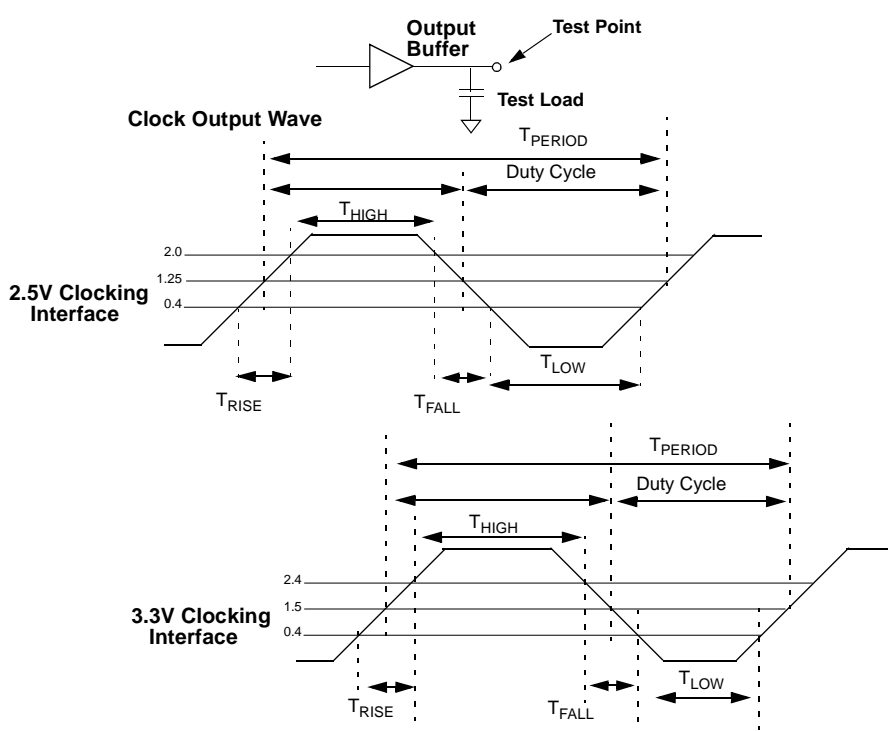 Output
Buffer
Test Point
Test Load
Clock Output Wave
TPERIOD
Duty Cycle
THIGH
2.0
1.25
0.4
2.5V Clocking
Interface
TLOW
TRISE
TFALL
TPERIOD
Duty Cycle
THIGH
2.4
1.5
0.4
3.3V Clocking
Interface
TLOW
TRISE
TFALL